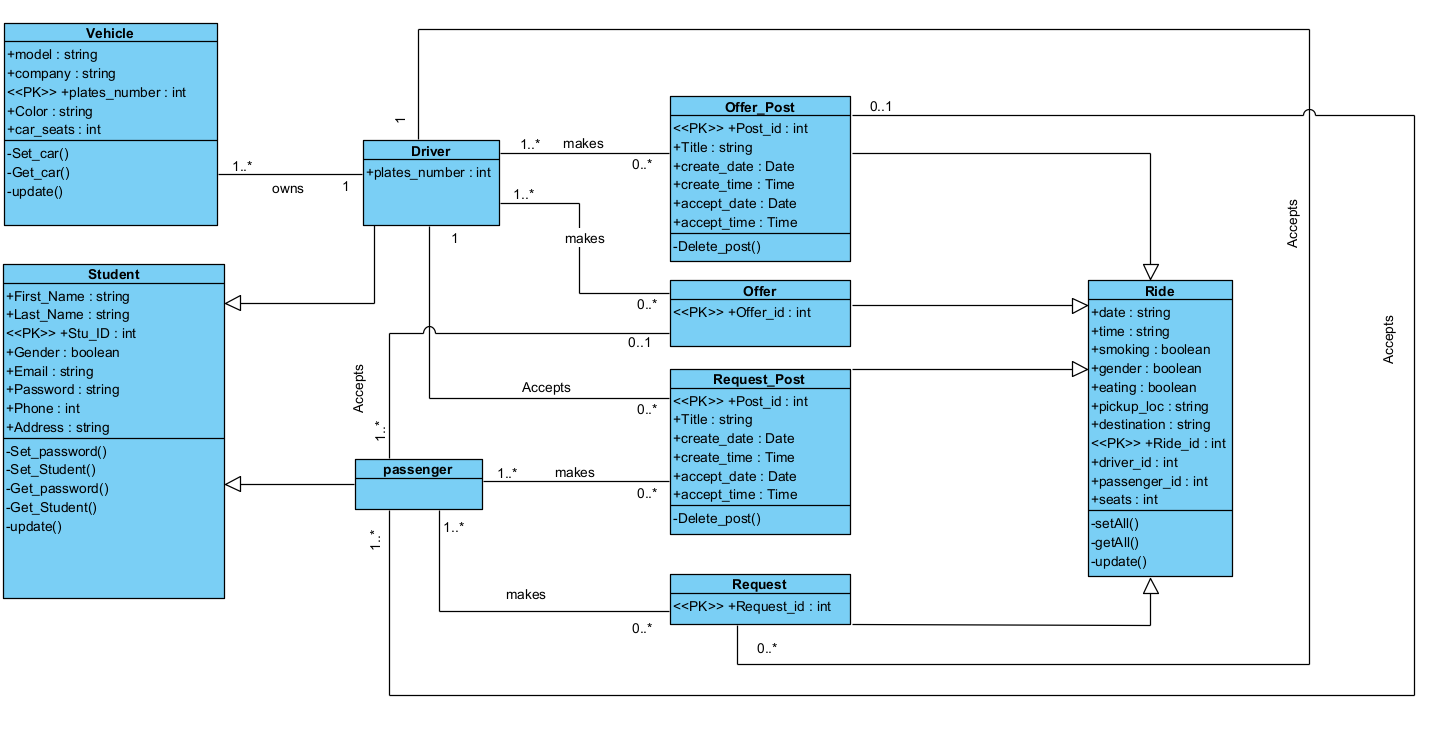 Vehicle
+model : string
+company : string
<<PK>> +plates_number : int
+Color : string
+car_seats : int
-Set_car()
-Get_car()
-update()
1..*
owns
1
Driver
+plates_number : int
1
1..*
makes
0..*
1..*
makes
0..*
1
Accepts
0..*
Student
+First_Name : string
+Last_Name : string
<<PK>> +Stu_ID : int
+Gender : boolean
+Email : string
+Password : string
+Phone : int
+Address : string
-Set_password()
-Set_Student()
-Get_password()
-Get_Student()
-update()
passenger
Accepts
1..*
0..1
1..*
makes
0..*
1..*
1..*
makes
0..*
Offer_Post
<<PK>> +Post_id : int
+Title : string
+create_date : Date
+create_time : Time
+accept_date : Date
+accept_time : Time
-Delete_post()
0..1
Offer
<<PK>> +Offer_id : int
Request_Post
<<PK>> +Post_id : int
+Title : string
+create_date : Date
+create_time : Time
+accept_date : Date
+accept_time : Time
-Delete_post()
Request
<<PK>> +Request_id : int
0..*
Accepts
Accepts
Ride
+date : string
+time : string
+smoking : boolean
+gender : boolean
+eating : boolean
+pickup_loc : string
+destination : string
<<PK>> +Ride_id : int
+driver_id : int
+passenger_id : int
+seats : int
-setAll()
-getAll()
-update()